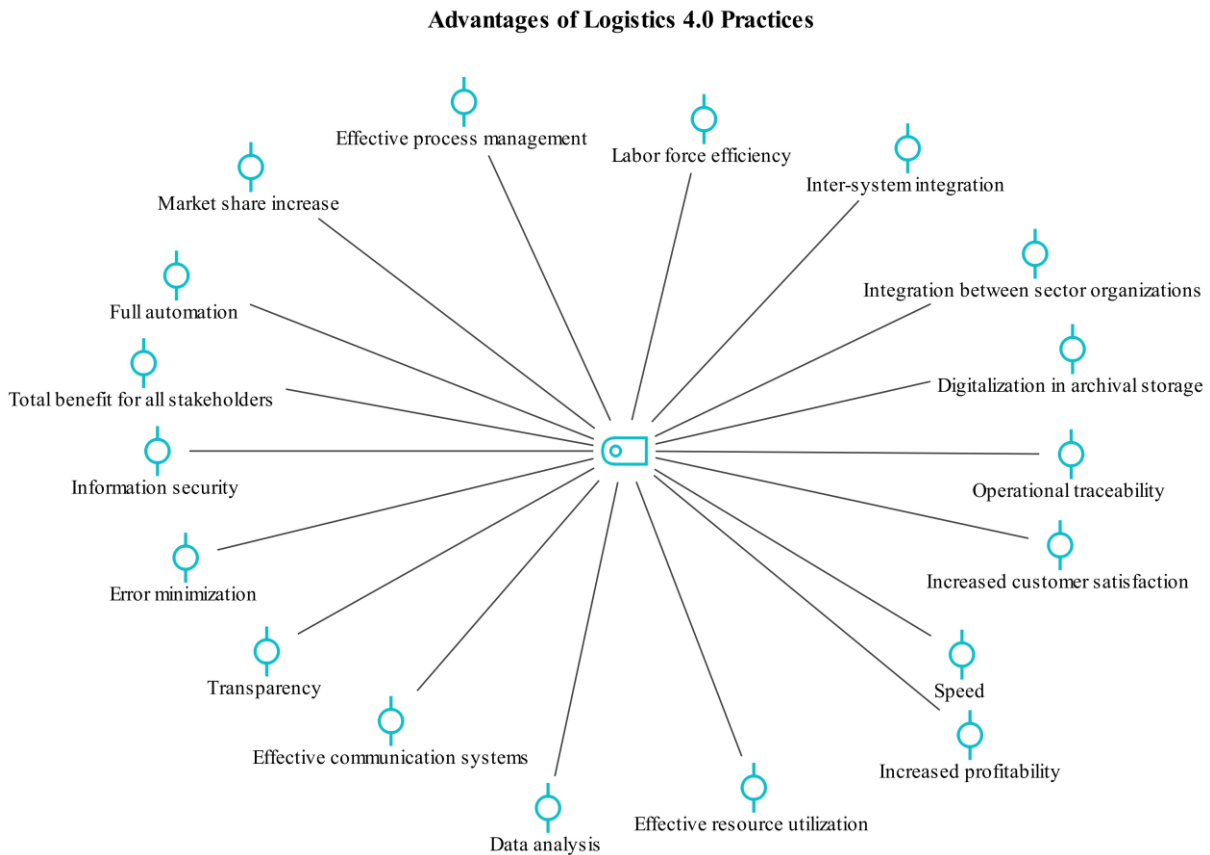 Advantages of Logistics 4.0 Practices
Effective process management
Labor force efficiency
Inter-system integration
Market share increase
Integration between sector organizations
Full automation
Digitalization in archival storage
Total benefit for all stakeholders
Information security
Operational traceability
Increased customer satisfaction
Error minimization
Transparency
Speed
Effective communication systems
Increased profitability
Effective resource utilization
Data analysis